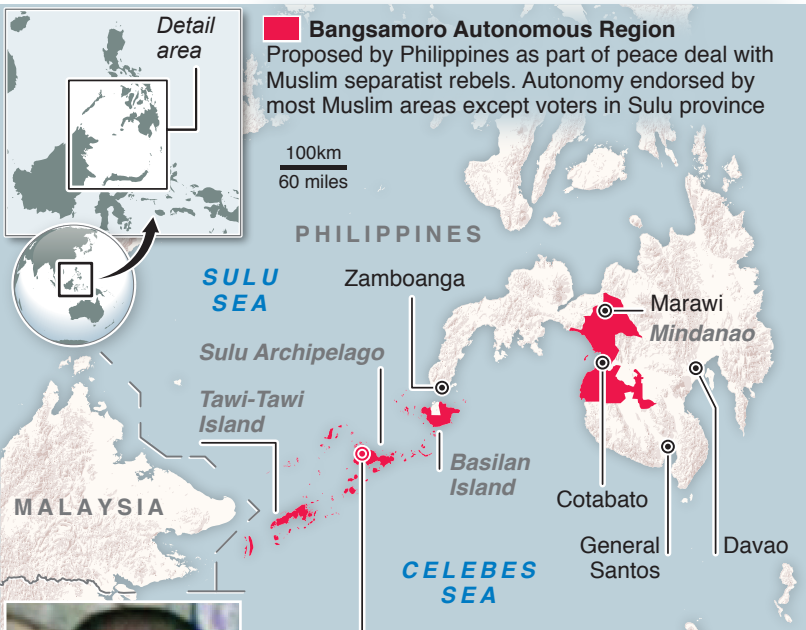 Detail
area
Bangsamoro Autonomous Region
Proposed by Philippines as part of peace deal with
Muslim separatist rebels. Autonomy endorsed by
most Muslim areas except voters in Sulu province
100km
60 miles
PHILIPPINES
SULU
SEA
Zamboanga
Marawi
Mindanao
Sulu Archipelago
Tawi-Tawi
Island
Basilan
Island
MALAYSIA
Cotabato
General
Santos
Davao
CELEBES
SEA